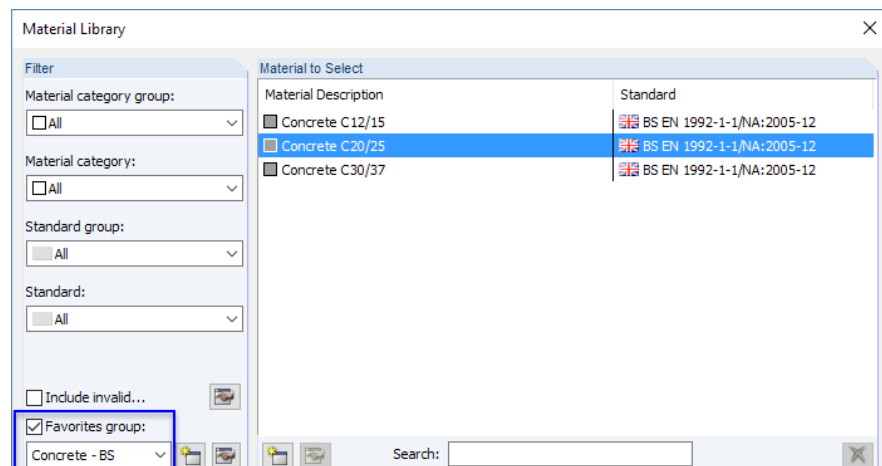 Material Library
Filter
Material category group:
All
Material category:
All
Standard group:
All
Standard:
All
Include invalid...
Favorites group:
Concrete - BS
Material to Select
Material Description Standard
Concrete C12/15 BS EN 1992-1-1/NA:2005-12
Concrete C20/25 BS EN 1992-1-1/NA:2005-12
Concrete C30/37 BS EN 1992-1-1/NA:2005-12
Search: